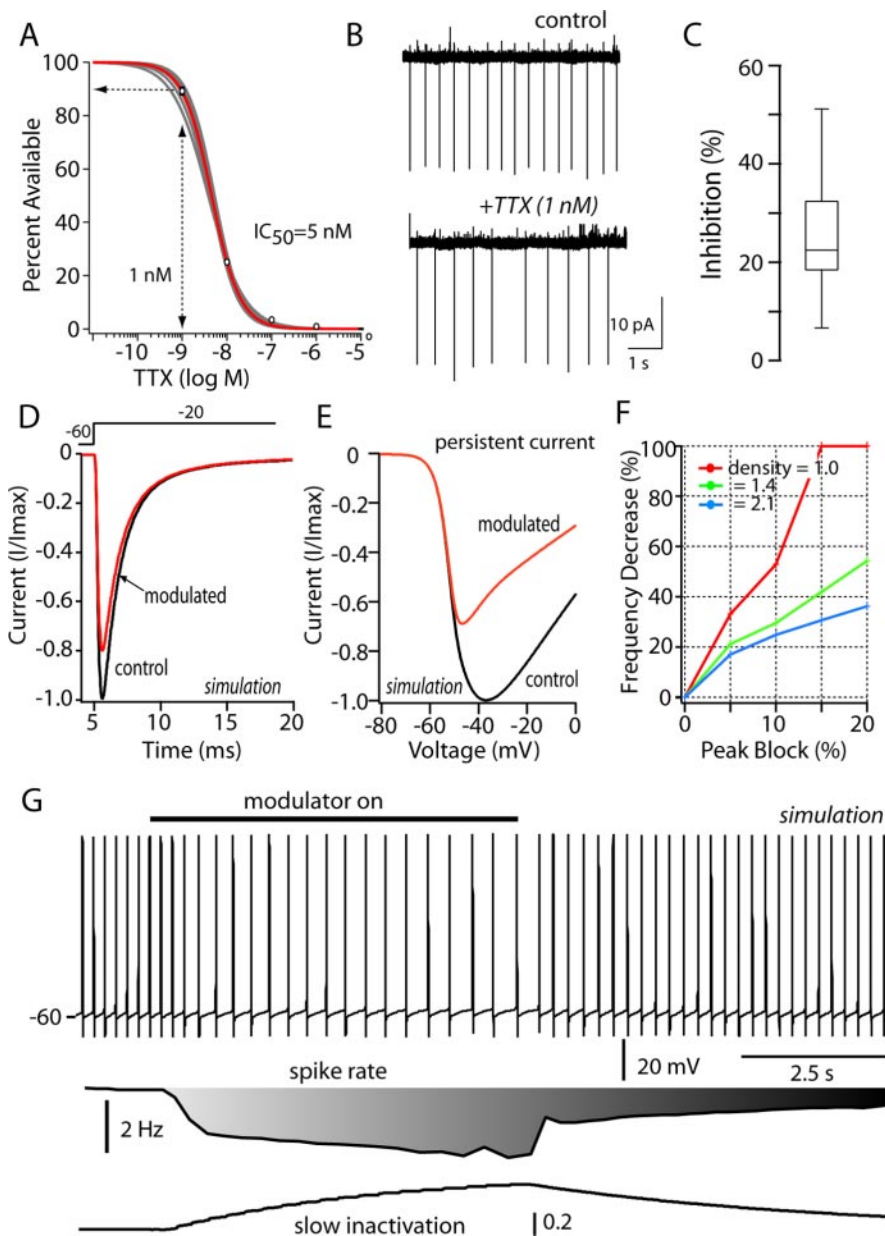 A
100
80
60
40
20
0
Percent Available
IC50=5 nM
1 nM
-10
-9
-8
-7
-6
-5
TTX (log M)
B
control
+TTX (1 nM)
10 pA
1 s
C
60
40
20
0
Inhibition (%)
D
-20
-60
0
-0.2
-0.4
-0.6
-0.8
-1.0
Current (I/Imax)
modulated
control
simulation
5
10
15
20
Time (ms)
E
persistent current
0
-0.2
-0.4
-0.6
-0.8
-1.0
Current (I/Imax)
modulated
simulation
control
-80
-60
-40
-20
0
Voltage (mV)
F
100
80
60
40
20
0
Frequency Decrease (%)
density = 1.0
= 1.4
= 2.1
0
10
20
Peak Block (%)
G
modulator on
simulation
-60
20 mV
2.5 s
spike rate
2 Hz
slow inactivation
0.2